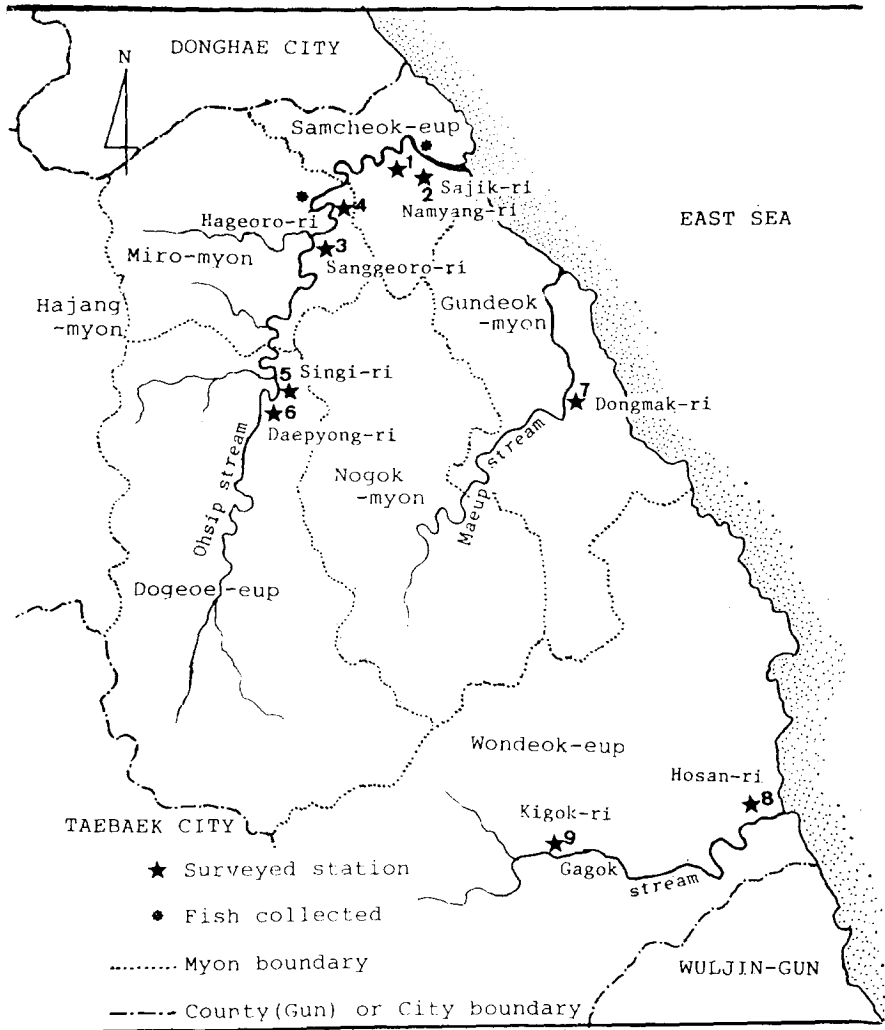 DONGHAE CITY
N
Samcheok-eup
1
2
Sajik-ri
Namyang-ri
4
Hageoro-ri
EAST SEA
3
Miro-myon
Sanggeoro-ri
Hajang
-myon
Gundeok
-myon
5
Singi-ri
7
Dongmak-ri
6
Daepyong-ri
Nogok
-myon
Ohsip stream
Maeup stream
Dogeoe-eup
Wondeok-eup
Hosan-ri
8
Kigok-ri
9
TAEBAEK CITY
Gagok stream
Surveyed station
Fish collected
Myon boundary
WULJIN-GUN
County(Gun) or City boundary